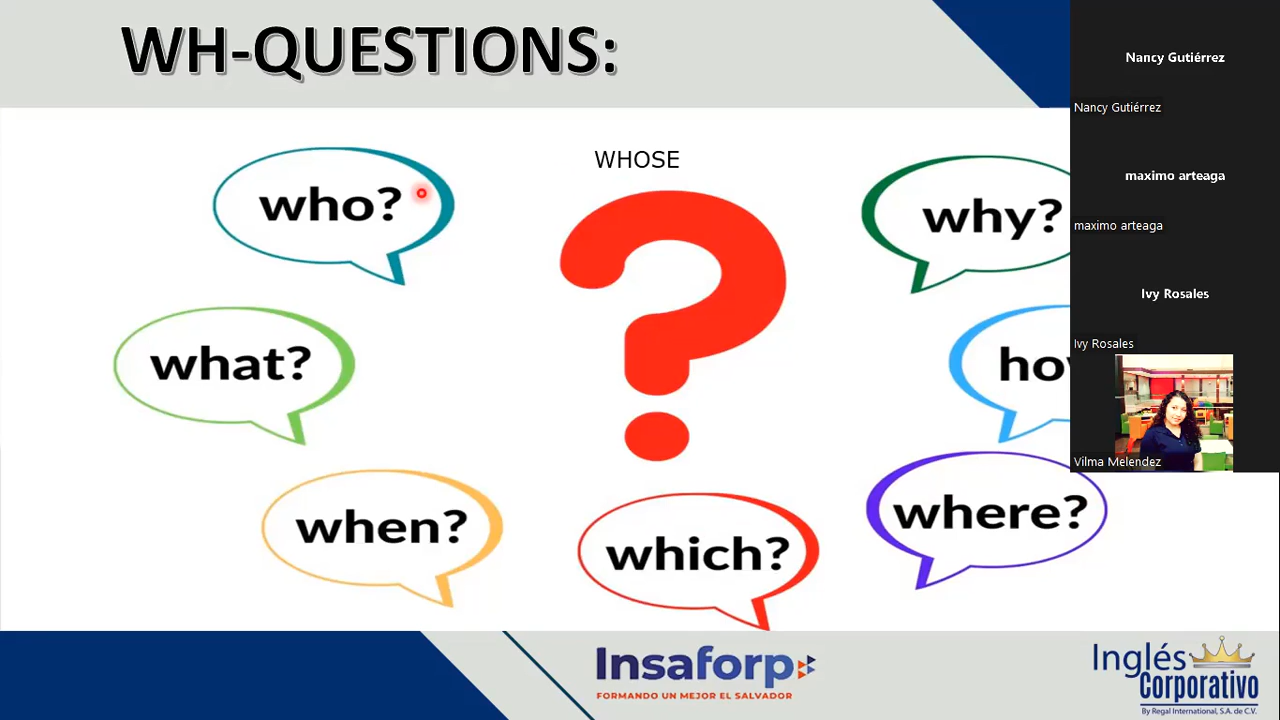 WH-QUESTIONS:
WHOSE
who?
why?
what?
ho
when?
which?
where?
Nancy Gutiérrez
Nancy Gutiérrez
maximo arteaga
maximo arteaga
Ivy Rosales
Ivy Rosales
Vilma Melendez
Insaforp
FORMANDO UN MEJOR EL SALVADOR
Inglés
Corporativo
By Regal International, S.A. de C.V.